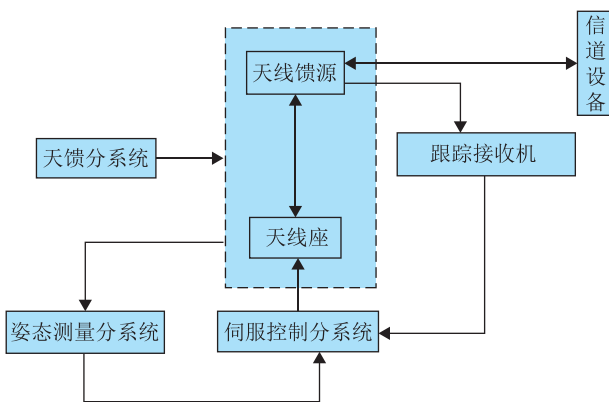 信道设备
天线馈源
跟踪接收机
天馈分系统
天线座
姿态测量分系统
伺服控制分系统